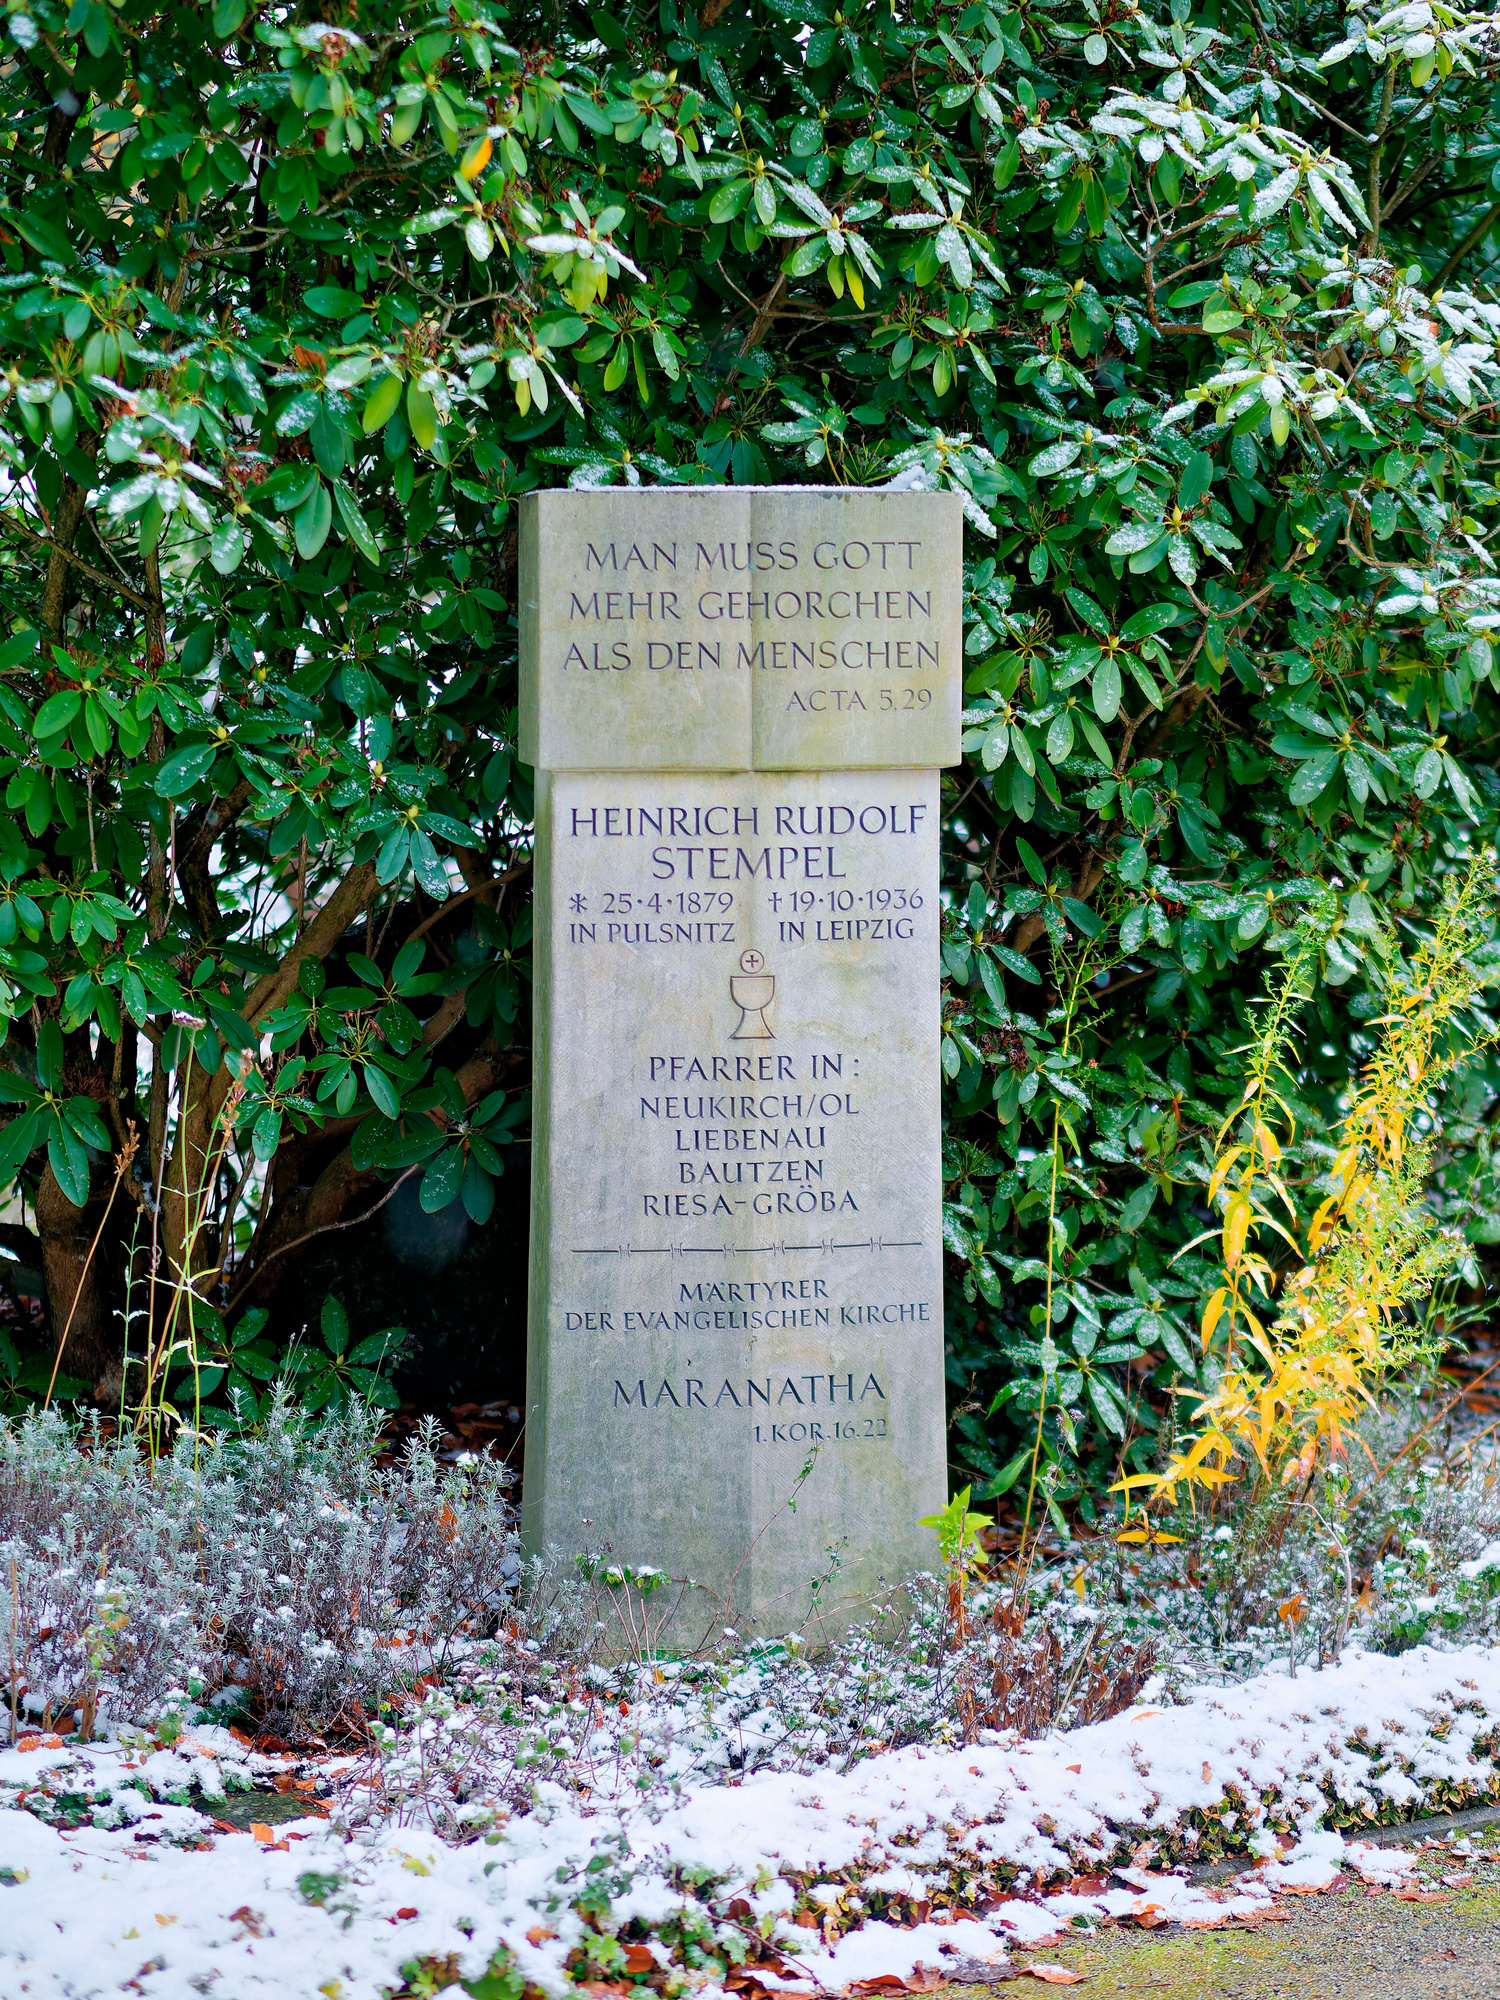 MAN MUSS GOTT
MEHR GEHORCHEN
ALS DEN MENSCHEN
ACTA 5.29
HEINRICH RUDOLF
STEMPEL
* 25·4·1879 †19·10·1936
IN PULSNITZ IN LEIPZIG
PFARRER IN:
NEUKIRCH/OL
LIEBENAU
BAUTZEN
RIESA-GRÖBA
MÄRTYRER
DER EVANGELISCHEN KIRCHE
MARANATHA
1.KOR.16.22